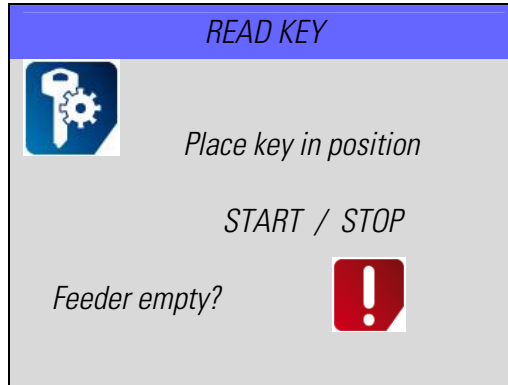 READ KEY
Place key in position
START / STOP
Feeder empty?